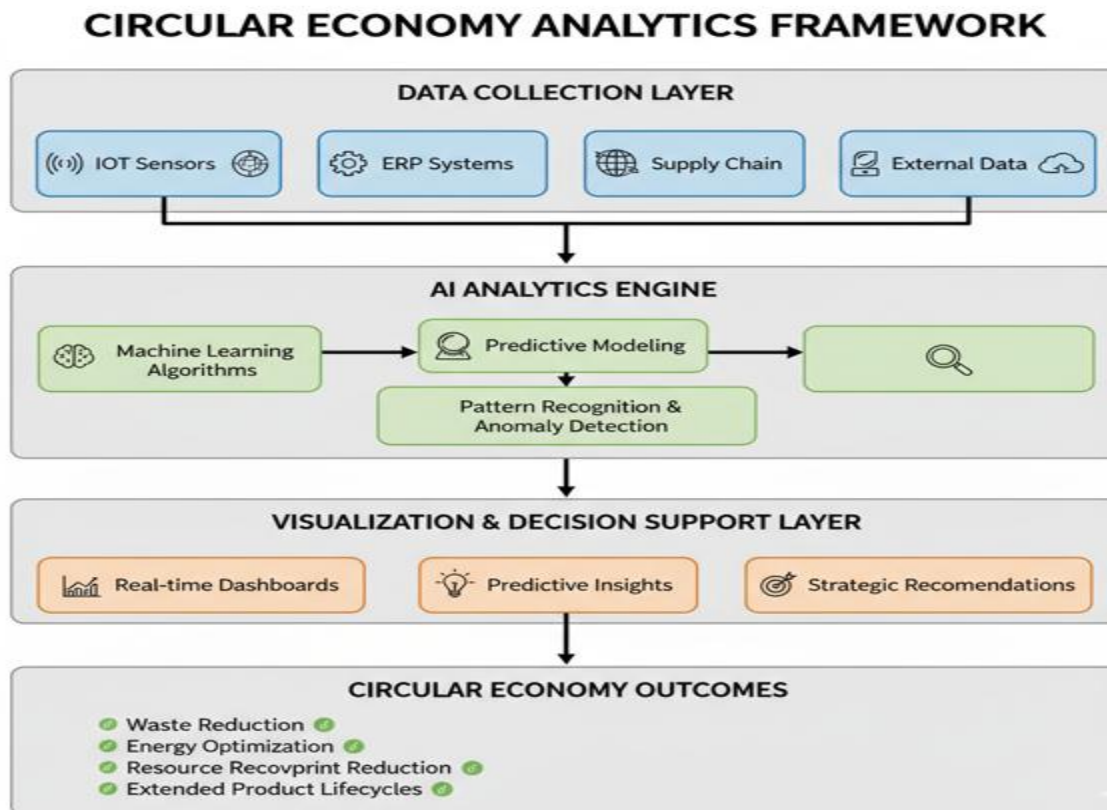 CIRCULAR ECONOMY ANALYTICS FRAMEWORK
DATA COLLECTION LAYER
IOT Sensors
ERP Systems
Supply Chain
External Data
AI ANALYTICS ENGINE
Machine Learning
Algorithms
Predictive Modeling
Pattern Recognition &
Anomaly Detection
VISUALIZATION & DECISION SUPPORT LAYER
Real-time Dashboards
Predictive Insights
Strategic Recomendations
CIRCULAR ECONOMY OUTCOMES
Waste Reduction
Energy Optimization
Resource Recovprint Reduction
Extended Product Lifecycles